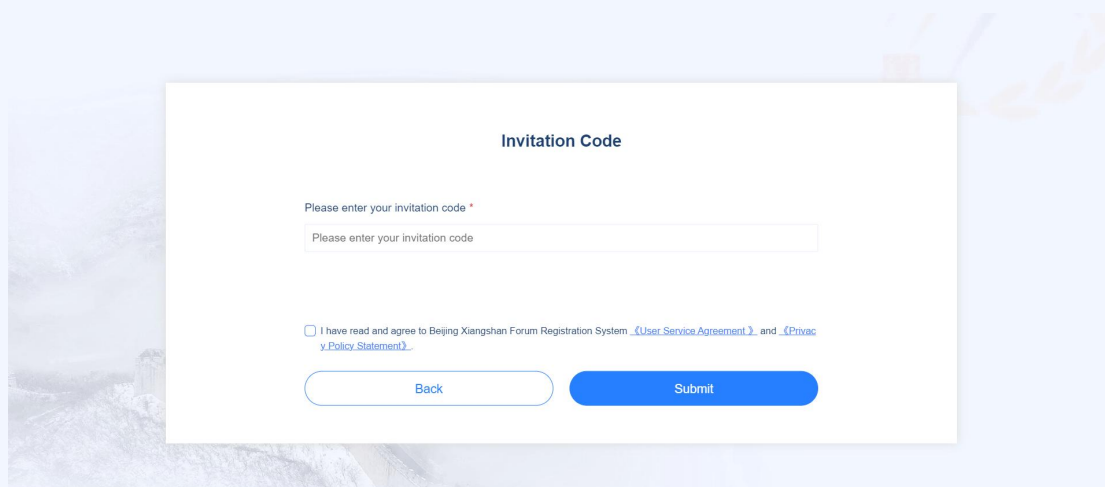 Invitation Code
Please enter your invitation code *
Please enter your invitation code
I have read and agree to Beijing Xiangshan Forum Registration System 《User Service Agreement 》 and 《Privac
y Policy Statement》.
Back Submit